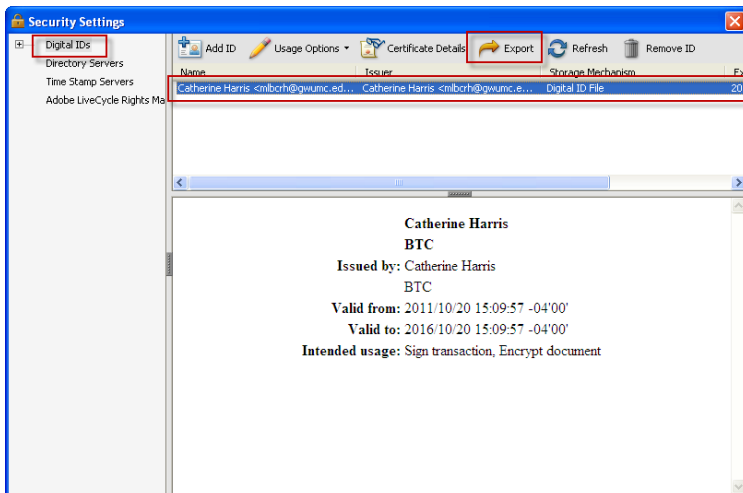 Security Settings
Digital IDs
Directory Servers
Time Stamp Servers
Adobe LiveCycle Rights Ma
Add ID Usage Options Certificate Details Export Refresh Remove ID
Name Issuer Storage Mechanism Ex
Catherine Harris <mlbcrh@gwumc.ed... Catherine Harris <mlbcrh@gwumc.e... Digital ID File 20
Catherine Harris
BTC
Issued by: Catherine Harris
BTC
Valid from: 2011/10/20 15:09:57 -04'00'
Valid to: 2016/10/20 15:09:57 -04'00'
Intended usage: Sign transaction, Encrypt document